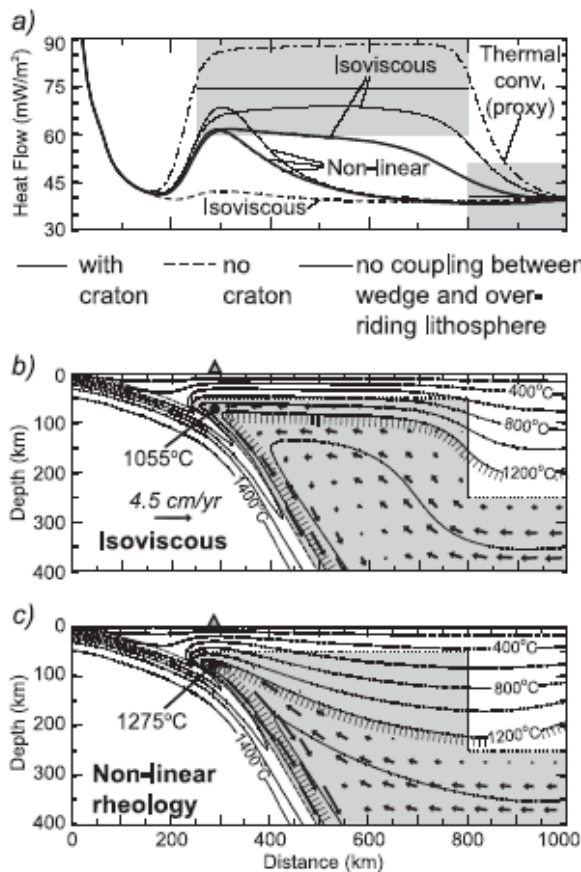 a)
90
75
60
45
30
Heat Flow (mW/m²)
Isoviscous
Thermal
conv.
(proxy)
Non-linear
Isoviscous
with
craton
no
craton
no coupling between
wedge and over-
riding lithosphere
b)
0
100
200
300
400
Depth (km)
400°C
800°C
1200°C
1055°C
1400°C
4.5 cm/yr
Isoviscous
c)
0
100
200
300
400
Depth (km)
400°C
800°C
1200°C
1275°C
1400°C
Non-linear
rheology
0 200 400 600 800 1000
Distance (km)